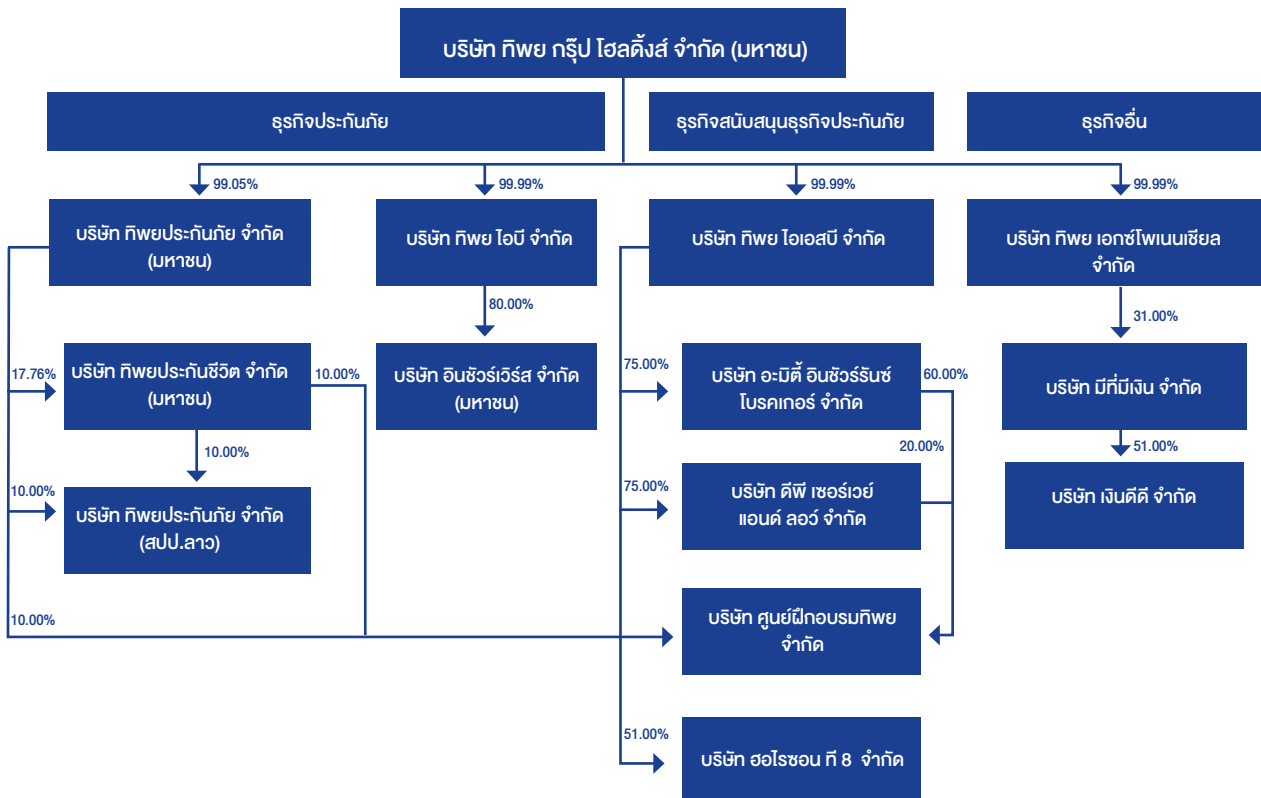 บริษัท ทิพย กรุ๊ป โฮลดิ้งส์ จำกัด (มหาชน)
ธุรกิจประกันภัย
ธุรกิจสนับสนุนธุรกิจประกันภัย
ธุรกิจอื่น
99.05%
99.99%
99.99%
99.99%
บริษัท ทิพยประกันภัย จำกัด
(มหาชน)
บริษัท ทิพย ไอบี จำกัด
บริษัท ทิพย ไอเอสบี จำกัด
บริษัท ทิพย เอกซ์โพเนนเชียล
จำกัด
80.00%
31.00%
17.76%
บริษัท ทิพยประกันชีวิต จำกัด
(มหาชน)
10.00%
บริษัท อินชัวร์เวิร์ส จำกัด
(มหาชน)
75.00%
บริษัท อะมิตี้ อินชัวร์รันซ์
โบรคเกอร์ จำกัด
60.00%
บริษัท มีที่มีเงิน จำกัด
10.00%
20.00%
51.00%
10.00%
บริษัท ทิพยประกันภัย จำกัด
(สปป.ลาว)
75.00%
บริษัท ดีพี เซอร์เวย์
แอนด์ ลอว์ จำกัด
บริษัท เงินดีดี จำกัด
10.00%
บริษัท ศูนย์ฝึกอบรมทิพย
จำกัด
51.00%
บริษัท ฮอไรซอน ที 8 จำกัด